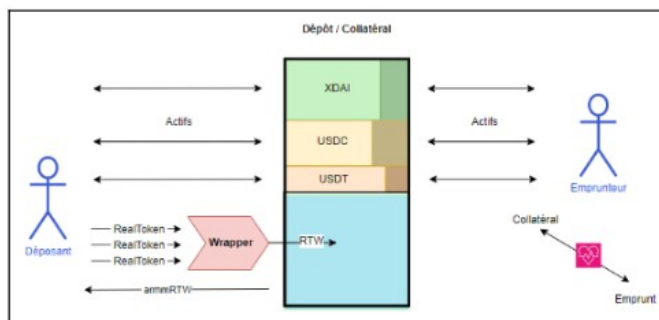 Dépôt / Collatéral
XDAI
Actifs
USDC
Actifs
USDT
Emprunteur
RealToken
RealToken
RealToken
Wrapper
RTW
Déposant
Collatéral
armmRTW
Emprunt